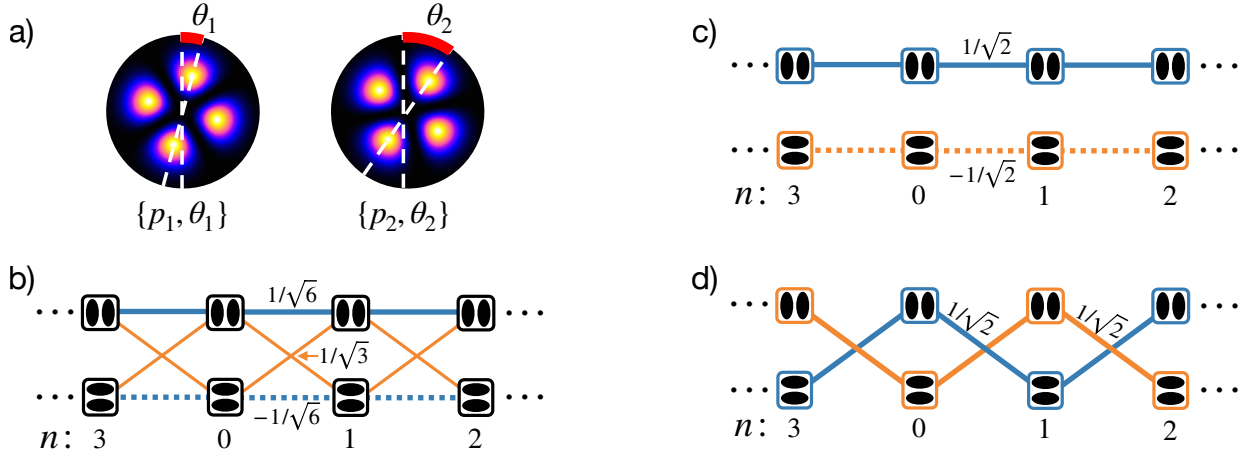 a)
θ₁
θ₂
{p₁, θ₁}
{p₂, θ₂}
b)
1/√6
1/√3
−1/√6
n: 3 0 1 2
c)
1/√2
−1/√2
n: 3 0 1 2
d)
1/√2
1/√2
n: 3 0 1 2